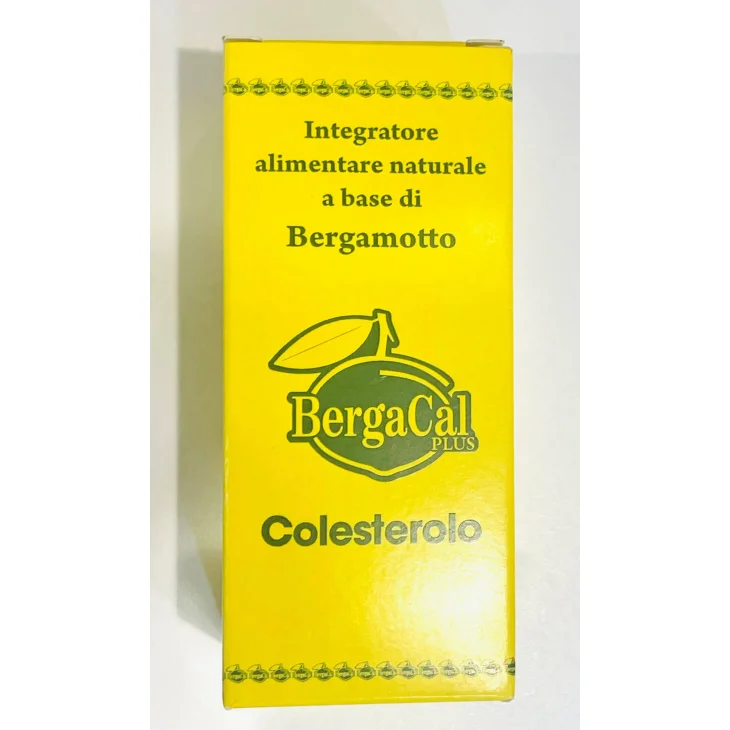 Integratore
alimentare naturale
a base di
Bergamotto
BergaCal
PLUS
Colesterolo